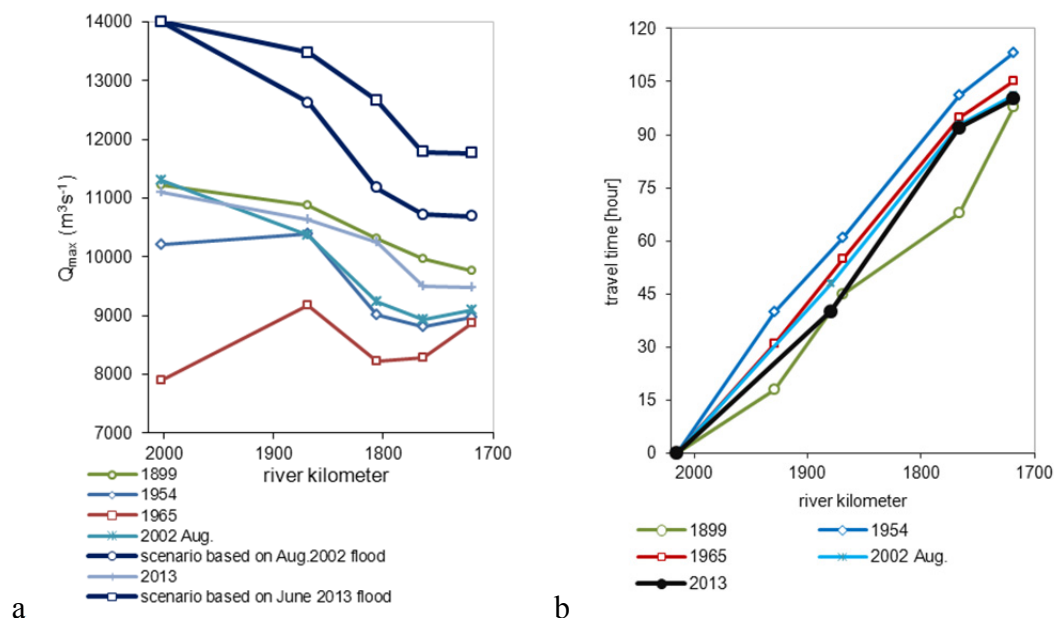 14000
13000
12000
11000
10000
9000
8000
7000
Qmax (m³s⁻¹)
2000 1900 1800 1700
river kilometer
1899
1954
1965
2002 Aug.
scenario based on Aug.2002 flood
2013
scenario based on June 2013 flood
a
120
105
90
75
60
45
30
15
0
travel time [hour]
2000 1900 1800 1700
river kilometer
1899 1954
1965 2002 Aug.
2013
b